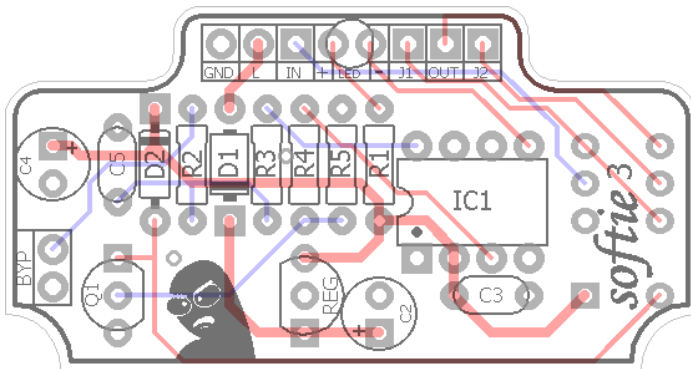 GND L IN + LED - J1 OUT J2
C4 + C5 D2 R2 D1 R3 R4 R5 R1
IC1
softie 3
BYP Q1 REG + C2 C3